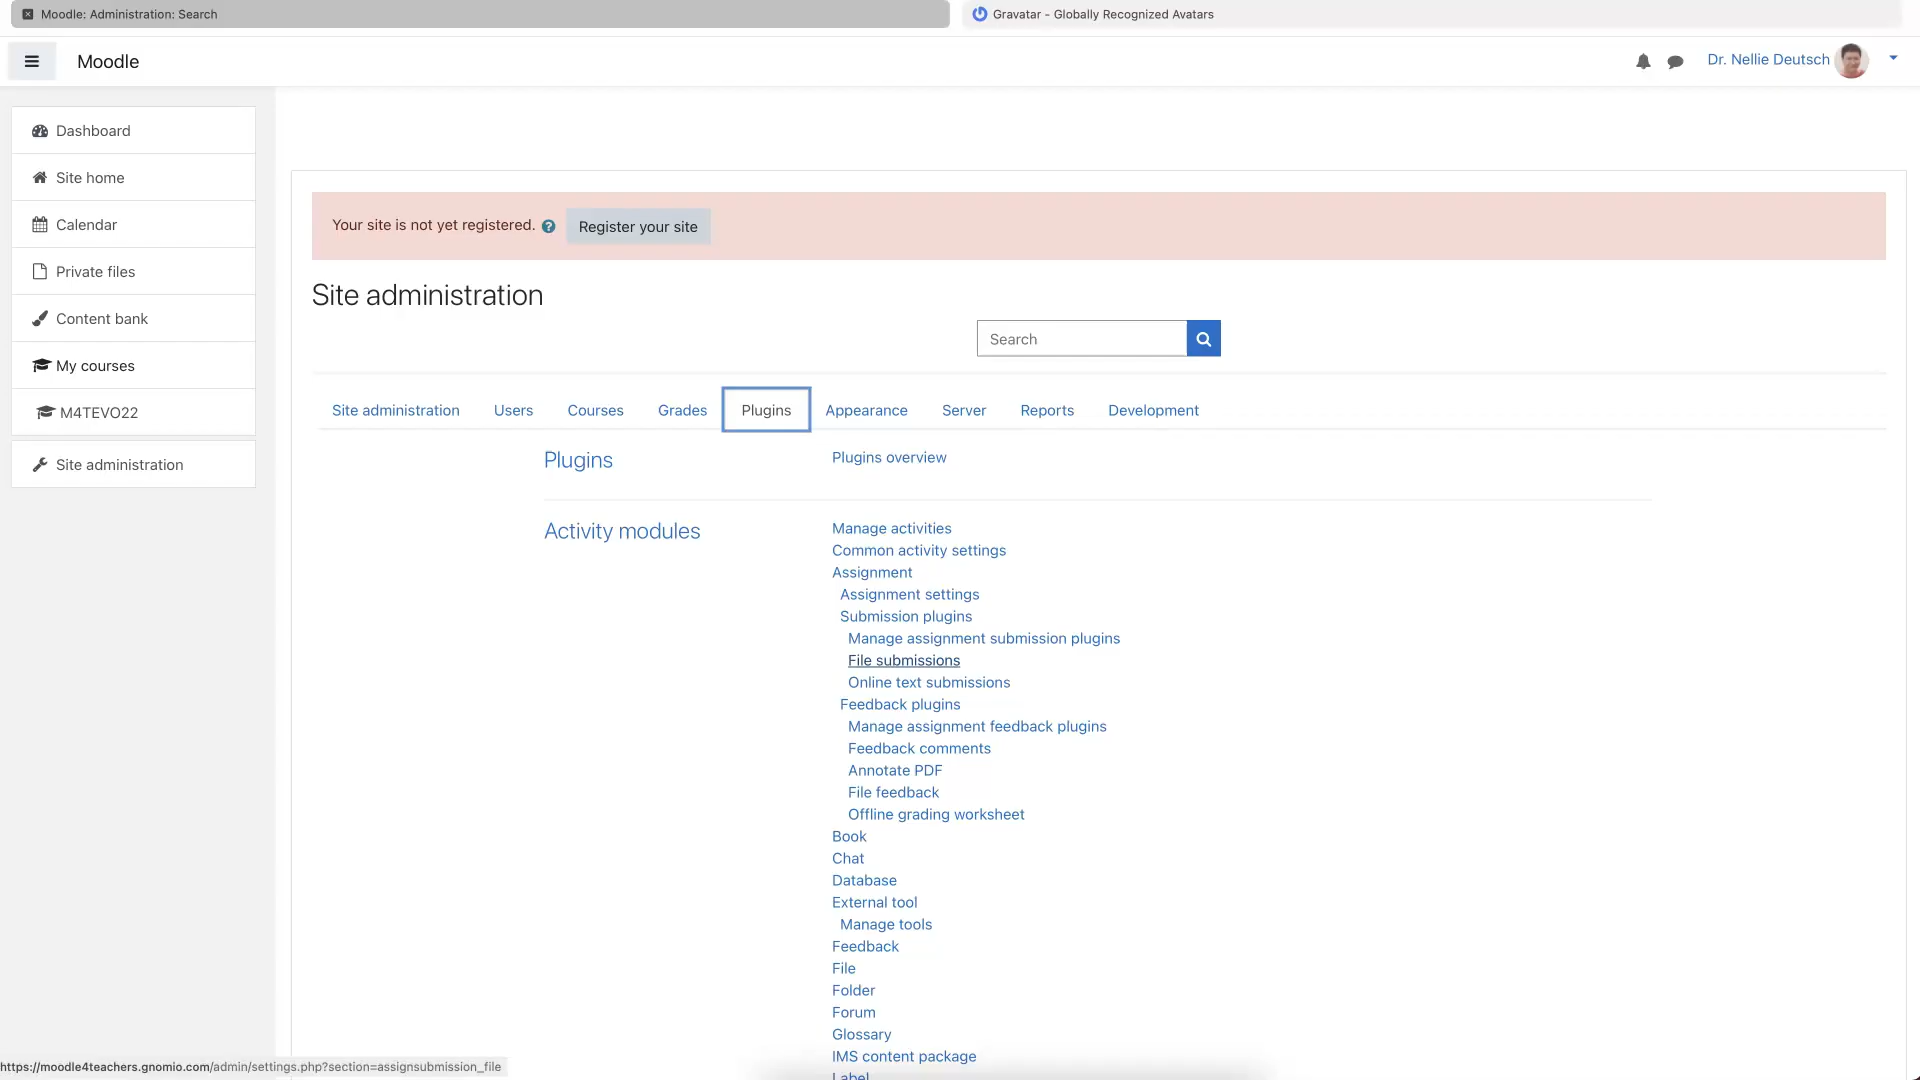 Moodle: Administration: Search
Gravatar - Globally Recognized Avatars
Moodle
Dr. Nellie Deutsch
Dashboard
Site home
Calendar
Private files
Content bank
My courses
M4TEVO22
Site administration
Your site is not yet registered.
Register your site
Site administration
Search
Site administration
Users
Courses
Grades
Plugins
Appearance
Server
Reports
Development
Plugins
Plugins overview
Activity modules
Manage activities
Common activity settings
Assignment
Assignment settings
Submission plugins
Manage assignment submission plugins
File submissions
Online text submissions
Feedback plugins
Manage assignment feedback plugins
Feedback comments
Annotate PDF
File feedback
Offline grading worksheet
Book
Chat
Database
External tool
Manage tools
Feedback
File
Folder
Forum
Glossary
IMS content package
Label
https://moodle4teachers.gnomio.com/admin/settings.php?section=assignsubmission_file